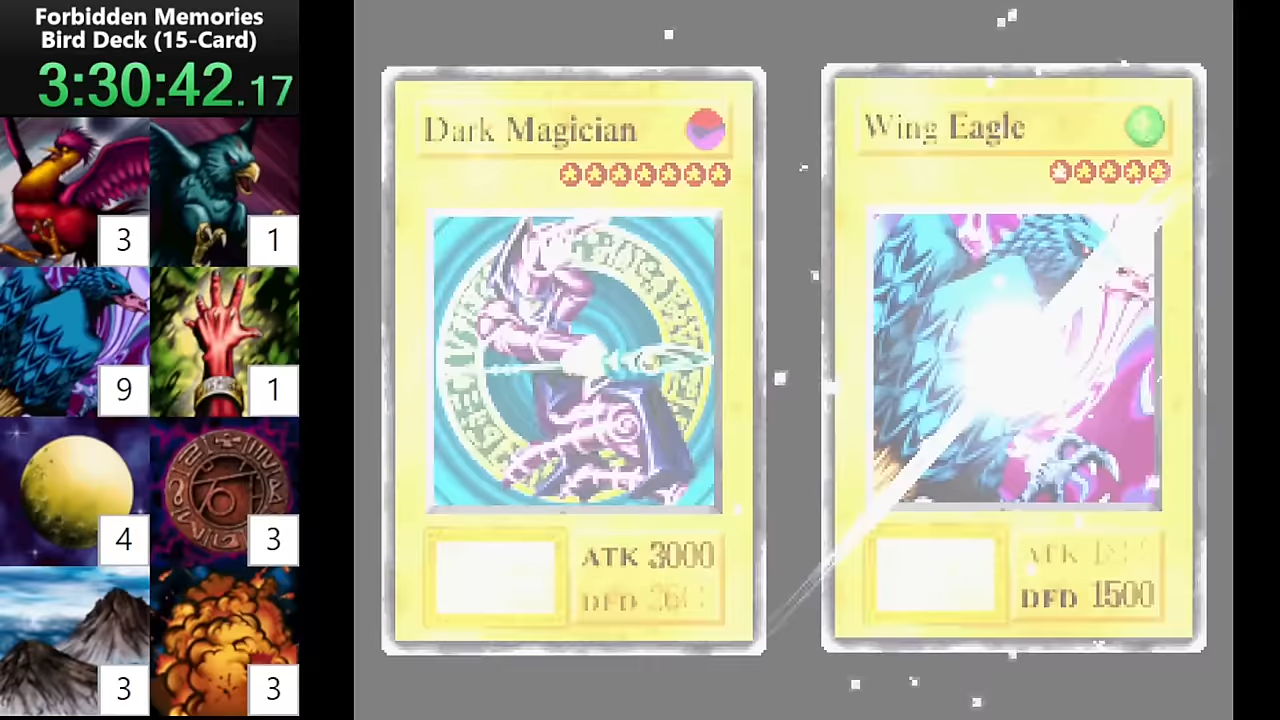 Forbidden Memories
Bird Deck (15-Card)
3:30:42.17
3
1
9
1
4
3
3
3
Dark Magician
ATK 3000
DFD
Wing Eagle
ATK
DFD 1500